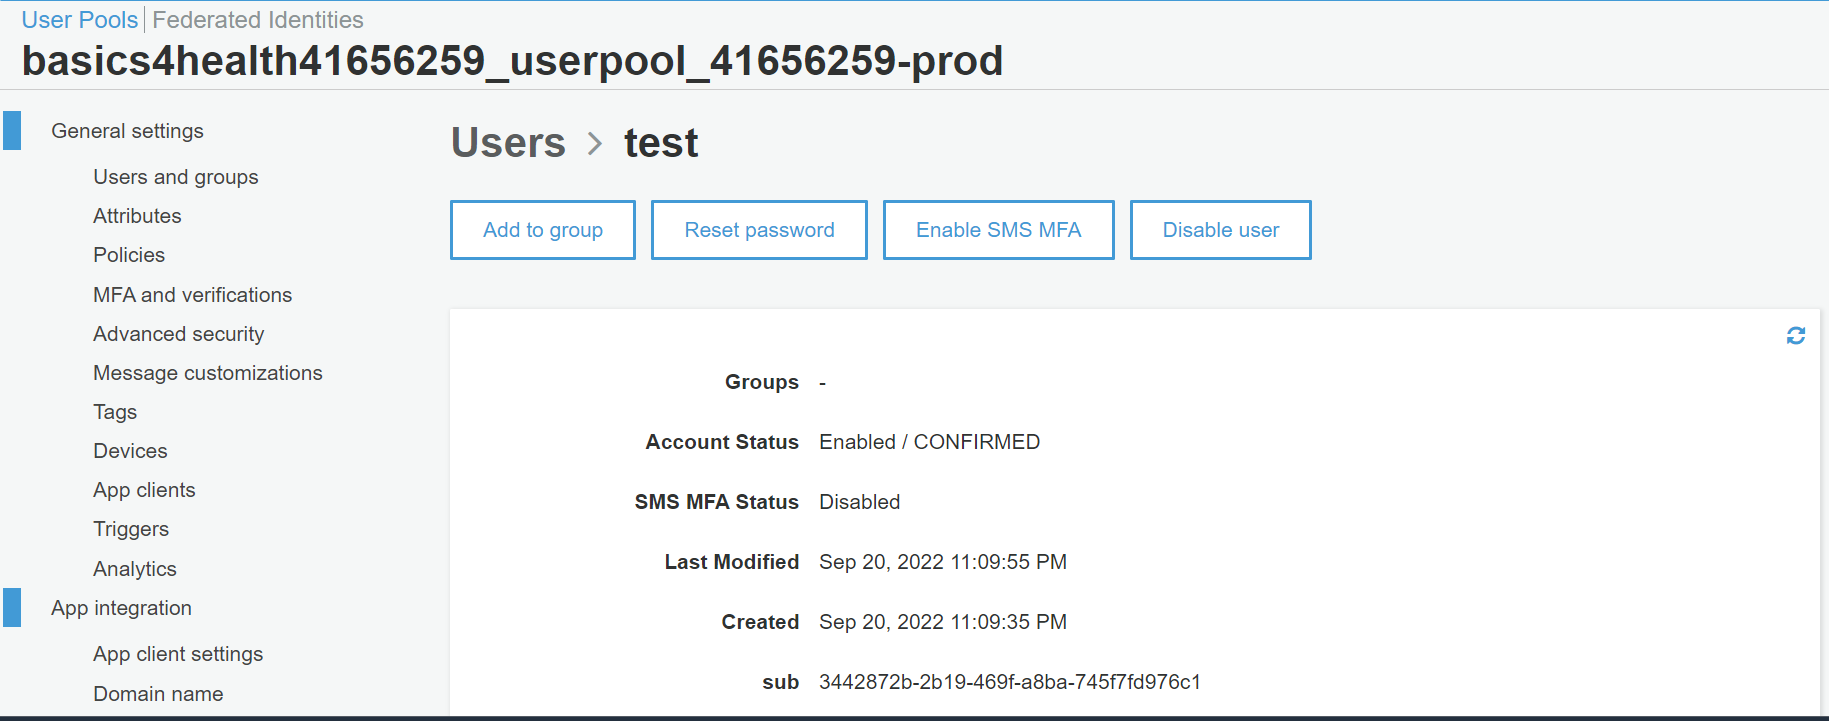 User Pools Federated Identities
basics4health41656259_userpool_41656259-prod
General settings
Users and groups
Attributes
Policies
MFA and verifications
Advanced security
Message customizations
Tags
Devices
App clients
Triggers
Analytics
App integration
App client settings
Domain name
Users > test
Add to group Reset password Enable SMS MFA Disable user
Groups -
Account Status Enabled / CONFIRMED
SMS MFA Status Disabled
Last Modified Sep 20, 2022 11:09:55 PM
Created Sep 20, 2022 11:09:35 PM
sub 3442872b-2b19-469f-a8ba-745f7fd976c1